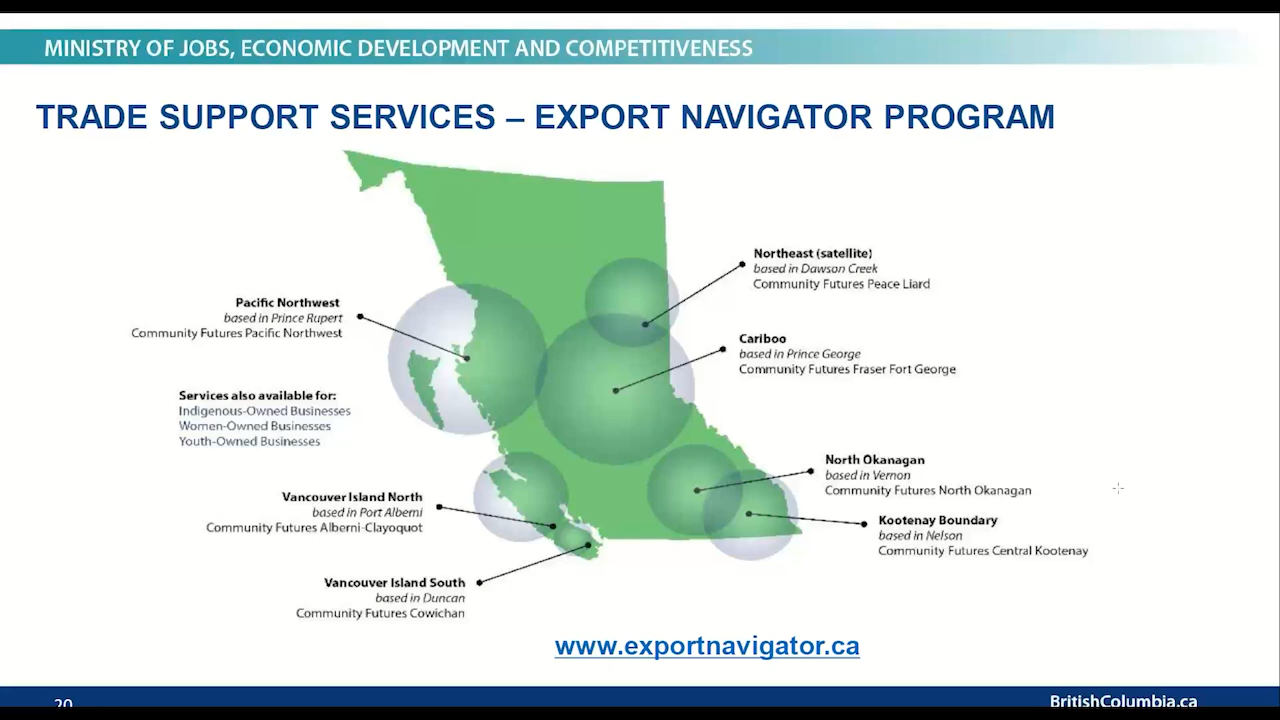 MINISTRY OF JOBS, ECONOMIC DEVELOPMENT AND COMPETITIVENESS
TRADE SUPPORT SERVICES – EXPORT NAVIGATOR PROGRAM
Northeast (satellite)
based in Dawson Creek
Community Futures Peace Liard
Pacific Northwest
based in Prince Rupert
Community Futures Pacific Northwest
Cariboo
based in Prince George
Community Futures Fraser Fort George
Services also available for:
Indigenous-Owned Businesses
Women-Owned Businesses
Youth-Owned Businesses
North Okanagan
based in Vernon
Community Futures North Okanagan
Vancouver Island North
based in Port Alberni
Community Futures Alberni-Clayoquot
Kootenay Boundary
based in Nelson
Community Futures Central Kootenay
Vancouver Island South
based in Duncan
Community Futures Cowichan
www.exportnavigator.ca
20
BritishColumbia.ca